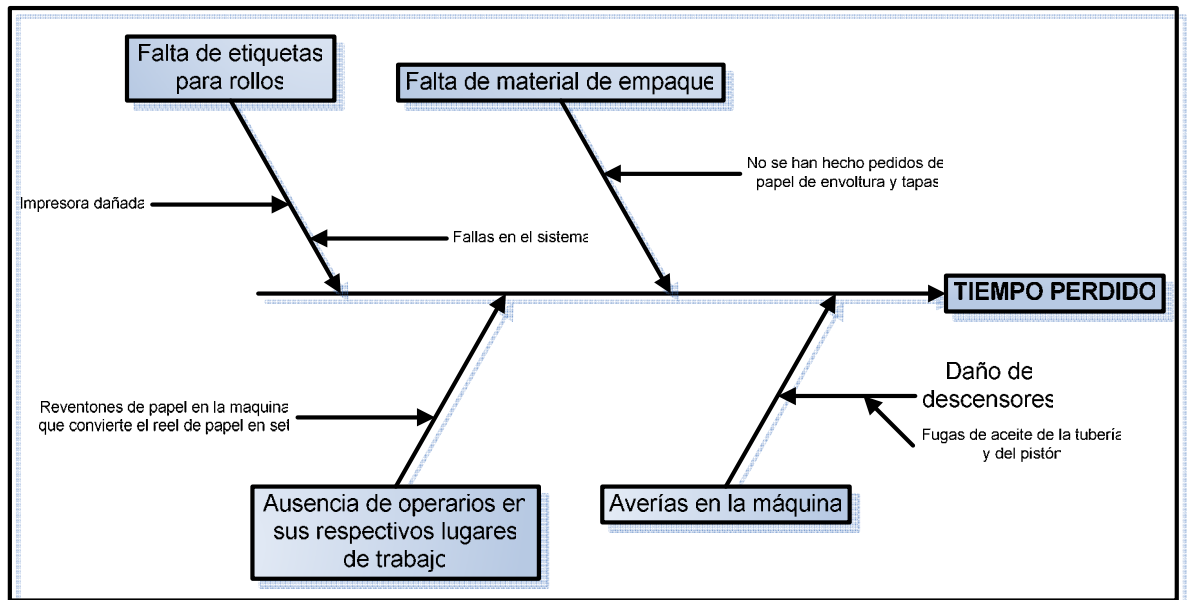 Falta de etiquetas
para rollos
Falta de material de empaque
No se han hecho pedidos de
papel de envoltura y tapas
Impresora dañada
Fallas en el sistema
TIEMPO PERDIDO
Daño de
descensores
Reventones de papel en la maquina
que convierte el reel de papel en set
Fugas de aceite de la tubería
y del pistón
Ausencia de operarios en
sus respectivos lugares
de trabajo
Averías en la máquina